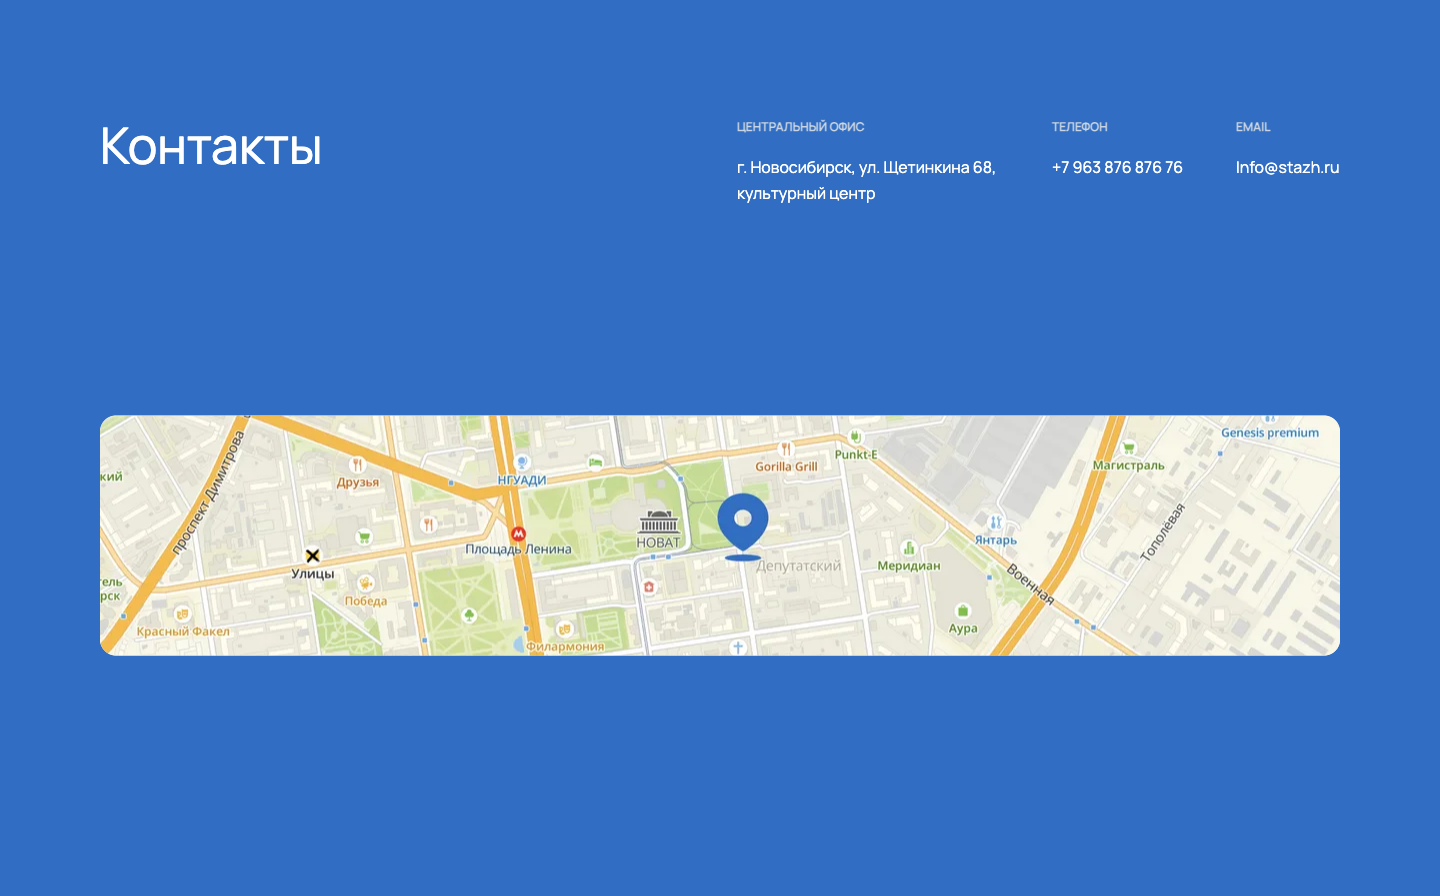 Контакты
ЦЕНТРАЛЬНЫЙ ОФИС
г. Новосибирск, ул. Щетинкина 68,
культурный центр
ТЕЛЕФОН
+7 963 876 876 76
EMAIL
Info@stazh.ru
Genesis premium
проспект Димитрова
Gorilla Grill
Punkt-E
Магистраль
кий
Друзья
НГУАДИ
Площадь Ленина
НОВАТ
Янтарь
Тополёвая
Улицы
Депутатский
Меридиан
Военная
тель
рск
Победа
Красный Факел
Филармония
Аура